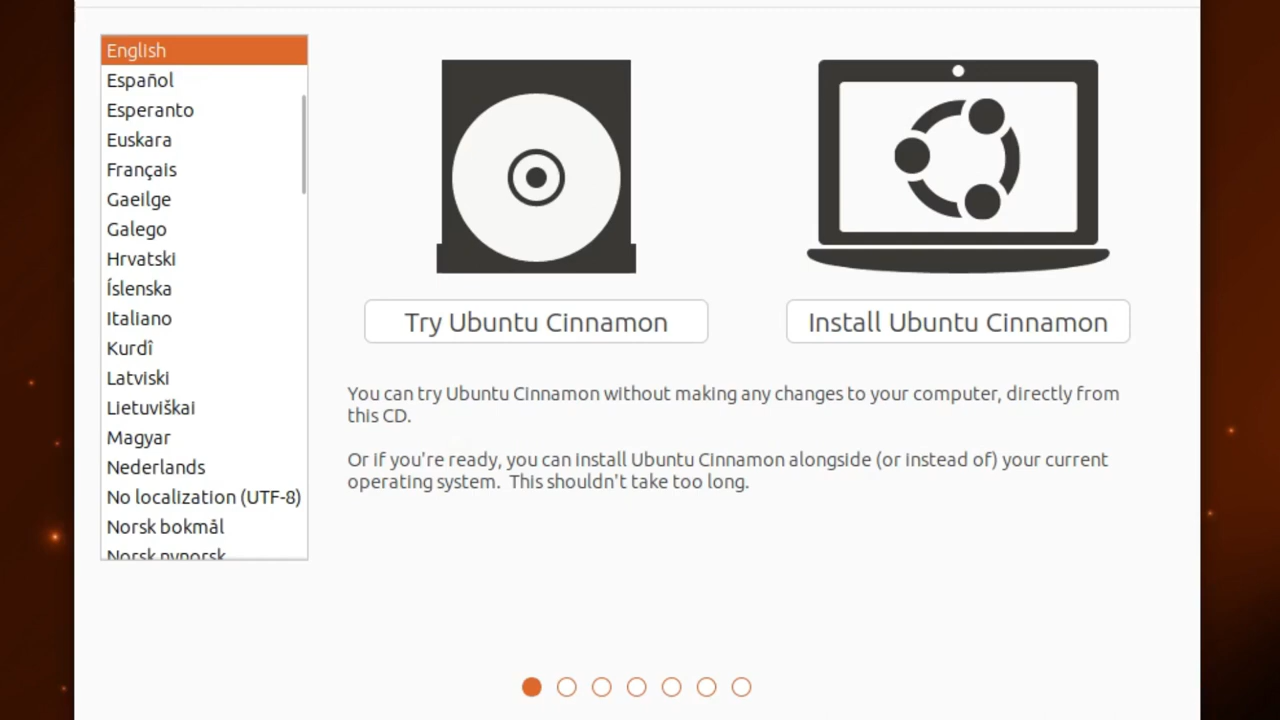 English
Español
Esperanto
Euskara
Français
Gaeilge
Galego
Hrvatski
Íslenska
Italiano
Kurdî
Latviski
Lietuviškai
Magyar
Nederlands
No localization (UTF-8)
Norsk bokmål
Norsk nynorsk
Try Ubuntu Cinnamon
Install Ubuntu Cinnamon
You can try Ubuntu Cinnamon without making any changes to your computer, directly from
this CD.
Or if you're ready, you can install Ubuntu Cinnamon alongside (or instead of) your current
operating system.  This shouldn't take too long.